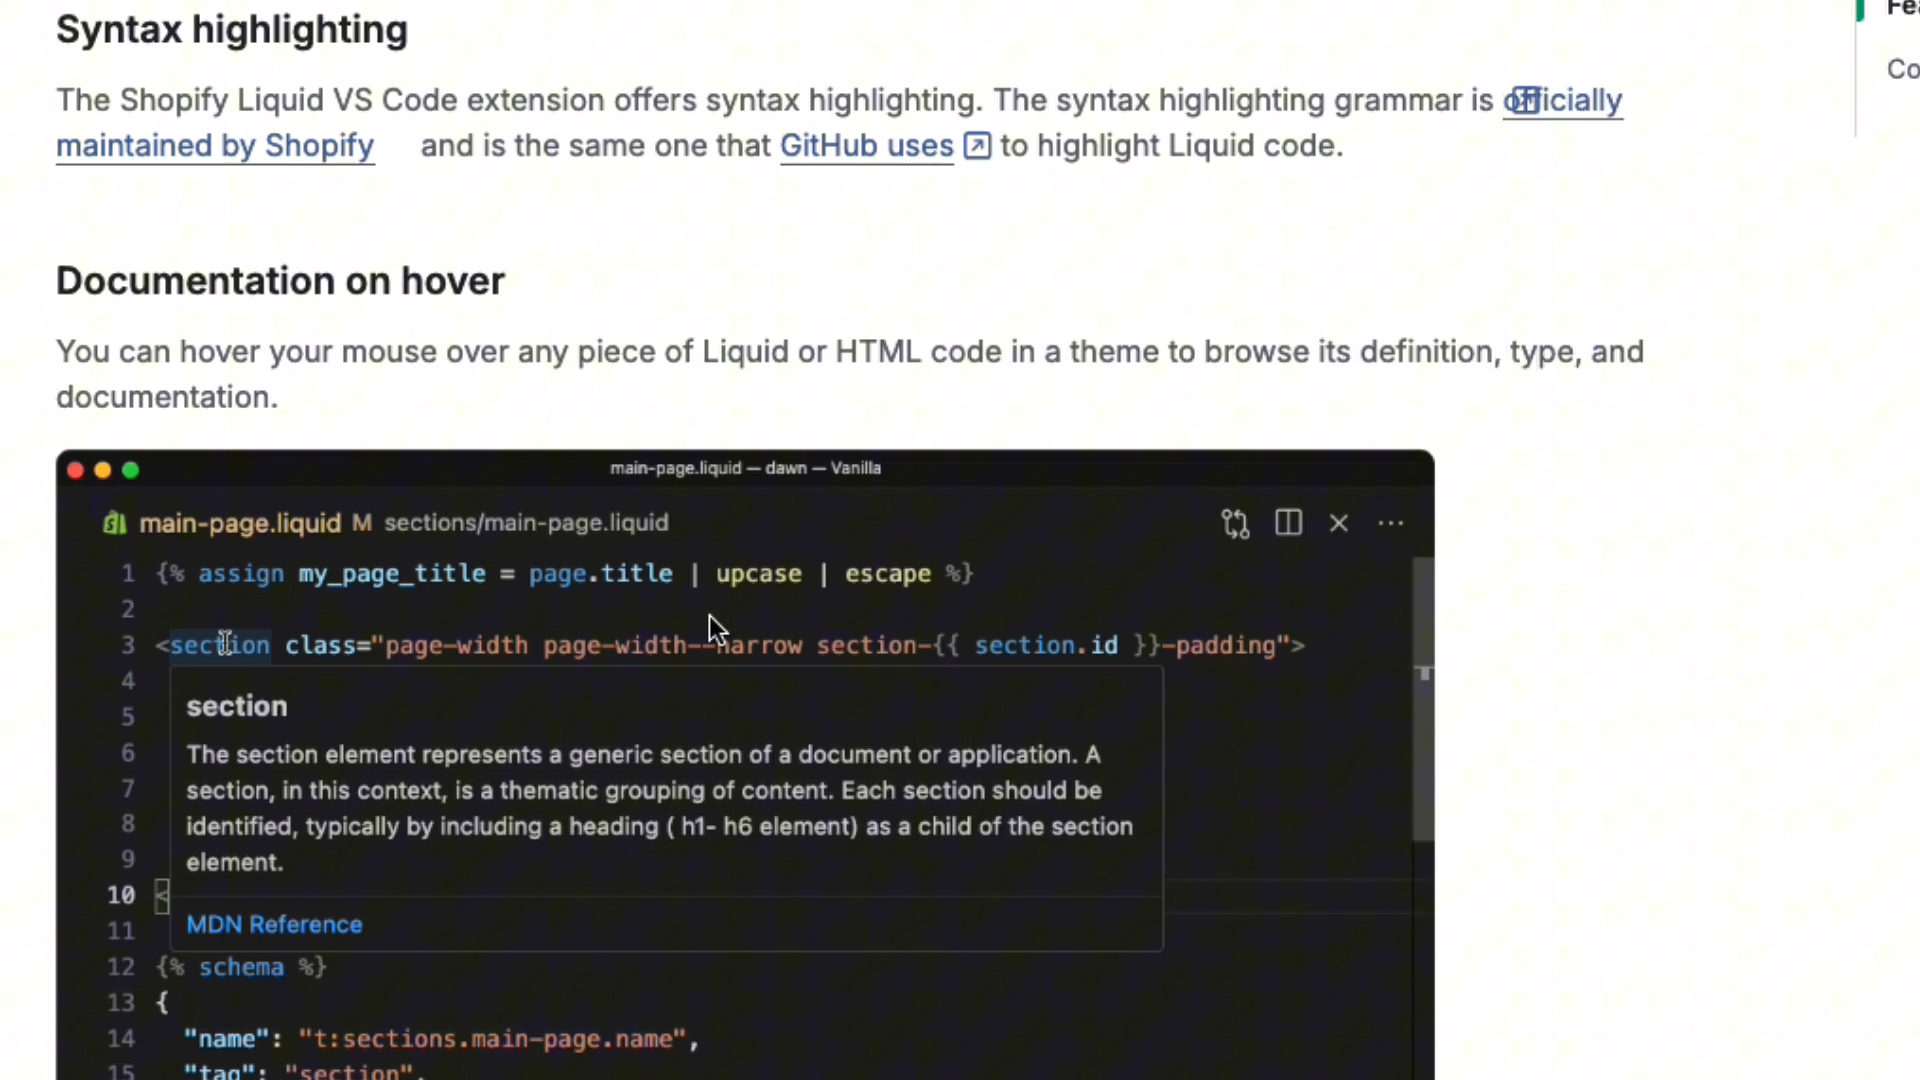 Syntax highlighting
The Shopify Liquid VS Code extension offers syntax highlighting. The syntax highlighting grammar is officially
maintained by Shopify and is the same one that GitHub uses to highlight Liquid code.
Documentation on hover
You can hover your mouse over any piece of Liquid or HTML code in a theme to browse its definition, type, and
documentation.
main-page.liquid — dawn — Vanilla
main-page.liquid M sections/main-page.liquid
1 {% assign my_page_title = page.title | upcase | escape %}
2
3 <section class="page-width page-width--narrow section-{{ section.id }}-padding">
4
section
5
6 The section element represents a generic section of a document or application. A
7 section, in this context, is a thematic grouping of content. Each section should be
8 identified, typically by including a heading ( h1- h6 element) as a child of the section
9 element.
10 <
11 MDN Reference
12 {% schema %}
13 {
14 "name": "t:sections.main-page.name",
15 "tag": "section",